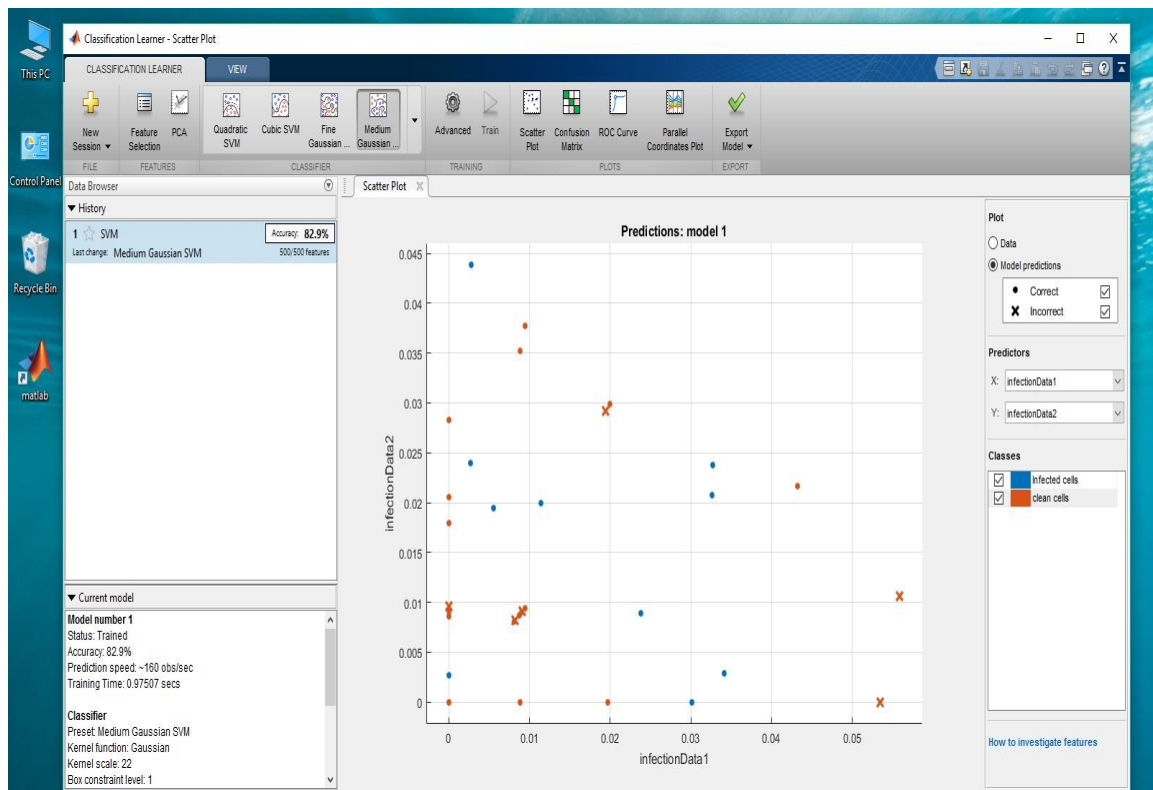 This PC
Control Panel
Recycle Bin
matlab
Classification Learner - Scatter Plot
CLASSIFICATION LEARNER
VIEW
New Session
Feature Selection
PCA
Quadratic SVM
Cubic SVM
Fine Gaussian ...
Medium Gaussian ...
Advanced
Train
Scatter Plot
Confusion Matrix
ROC Curve
Parallel Coordinates Plot
Export Model
FILE
FEATURES
CLASSIFIER
TRAINING
PLOTS
EXPORT
Data Browser
History
1 SVM
Accuracy: 82.9%
Last change: Medium Gaussian SVM
500/500 features
Current model
Model number 1
Status: Trained
Accuracy: 82.9%
Prediction speed: ~160 obs/sec
Training Time: 0.97507 secs
Classifier
Preset: Medium Gaussian SVM
Kernel function: Gaussian
Kernel scale: 22
Box constraint level: 1
Scatter Plot
Predictions: model 1
0.045
0.04
0.035
0.03
0.025
0.02
0.015
0.01
0.005
0
infectionData2
0
0.01
0.02
0.03
0.04
0.05
infectionData1
Plot
Data
Model predictions
Correct
Incorrect
Predictors
X: infectionData1
Y: infectionData2
Classes
Infected cells
clean cells
How to investigate features